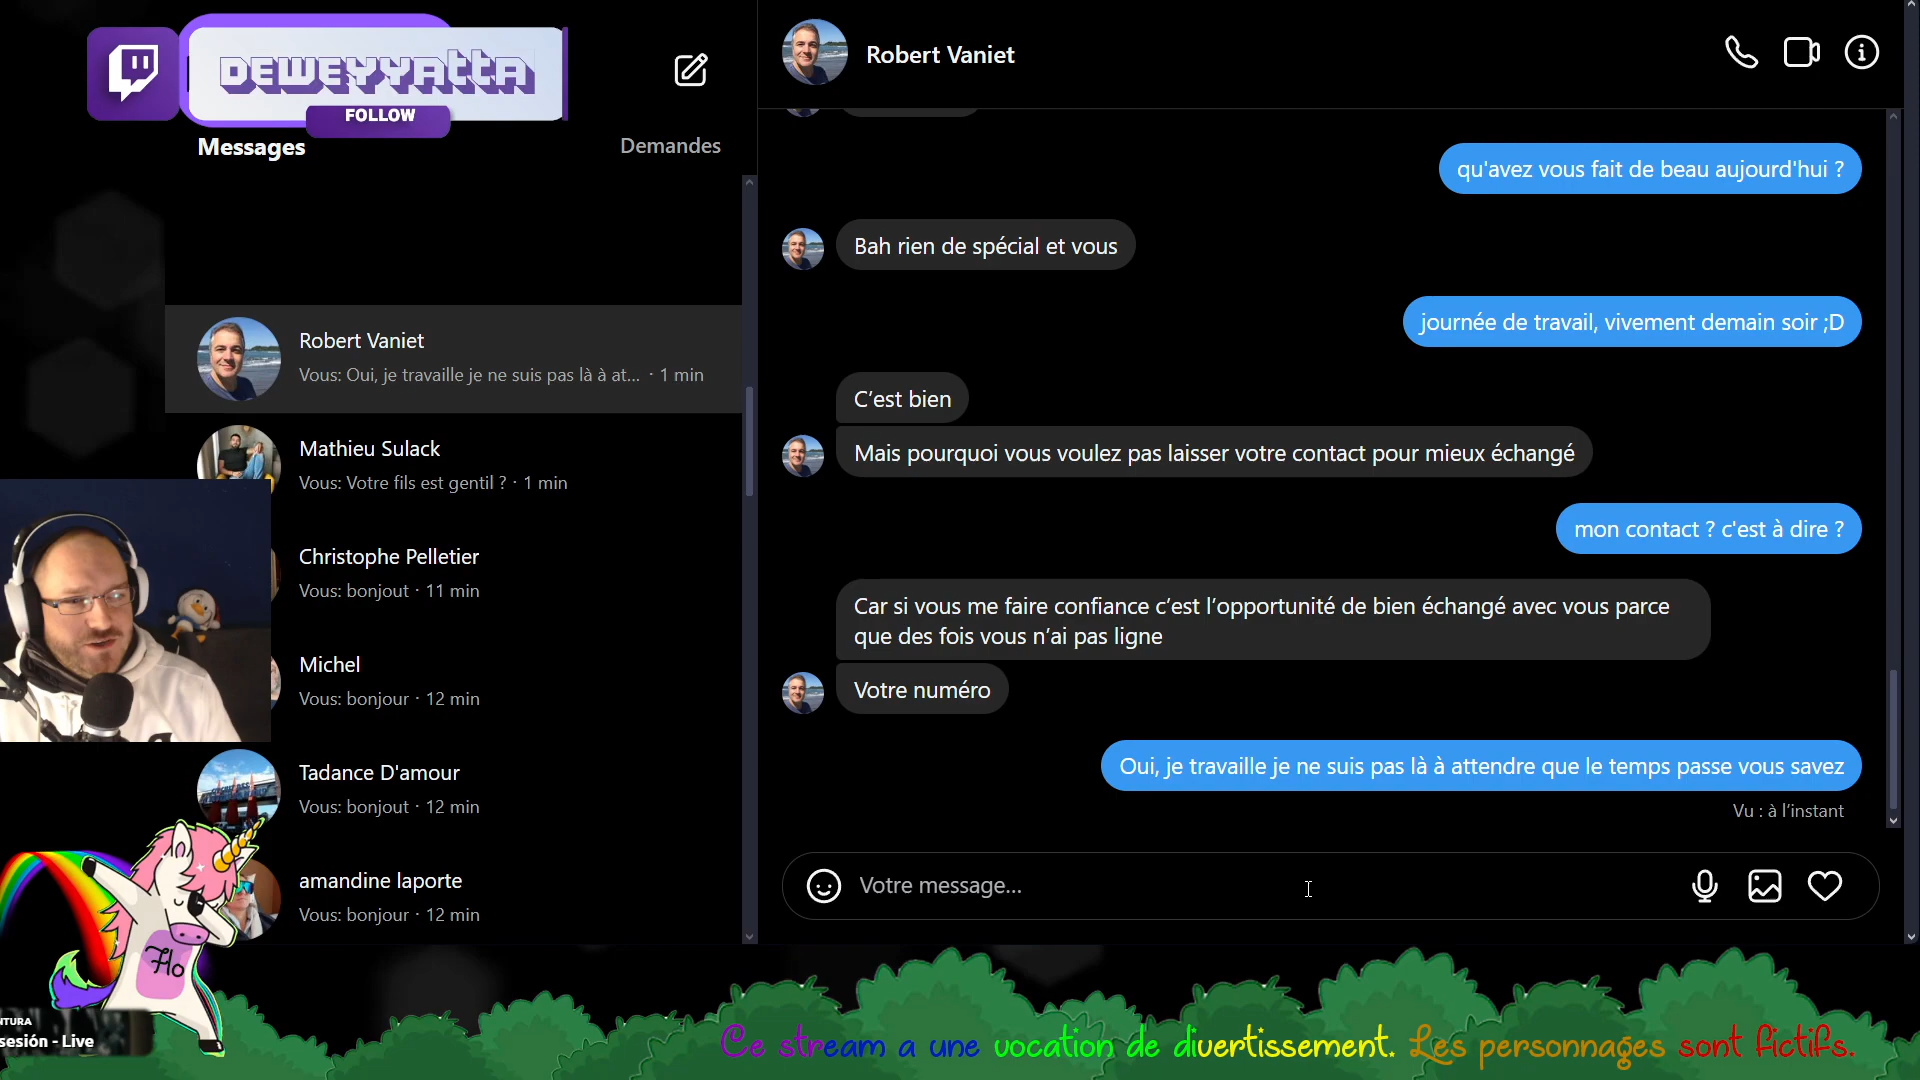 DEWEYYATTA
FOLLOW
Messages
Demandes
Robert Vaniet
Vous: Oui, je travaille je ne suis pas là à at... · 1 min
Mathieu Sulack
Vous: Votre fils est gentil ? · 1 min
Christophe Pelletier
Vous: bonjout · 11 min
Michel
Vous: bonjour · 12 min
Tadance D'amour
Vous: bonjout · 12 min
amandine laporte
Vous: bonjour · 12 min
Flo
NTURA
sesión - Live
Robert Vaniet
qu'avez vous fait de beau aujourd'hui ?
Bah rien de spécial et vous
journée de travail, vivement demain soir ;D
C’est bien
Mais pourquoi vous voulez pas laisser votre contact pour mieux échangé
mon contact ? c'est à dire ?
Car si vous me faire confiance c’est l’opportunité de bien échangé avec vous parce
que des fois vous n’ai pas ligne
Votre numéro
Oui, je travaille je ne suis pas là à attendre que le temps passe vous savez
Vu : à l’instant
Votre message...
Ce stream a une vocation de divertissement. Les personnages sont fictifs.